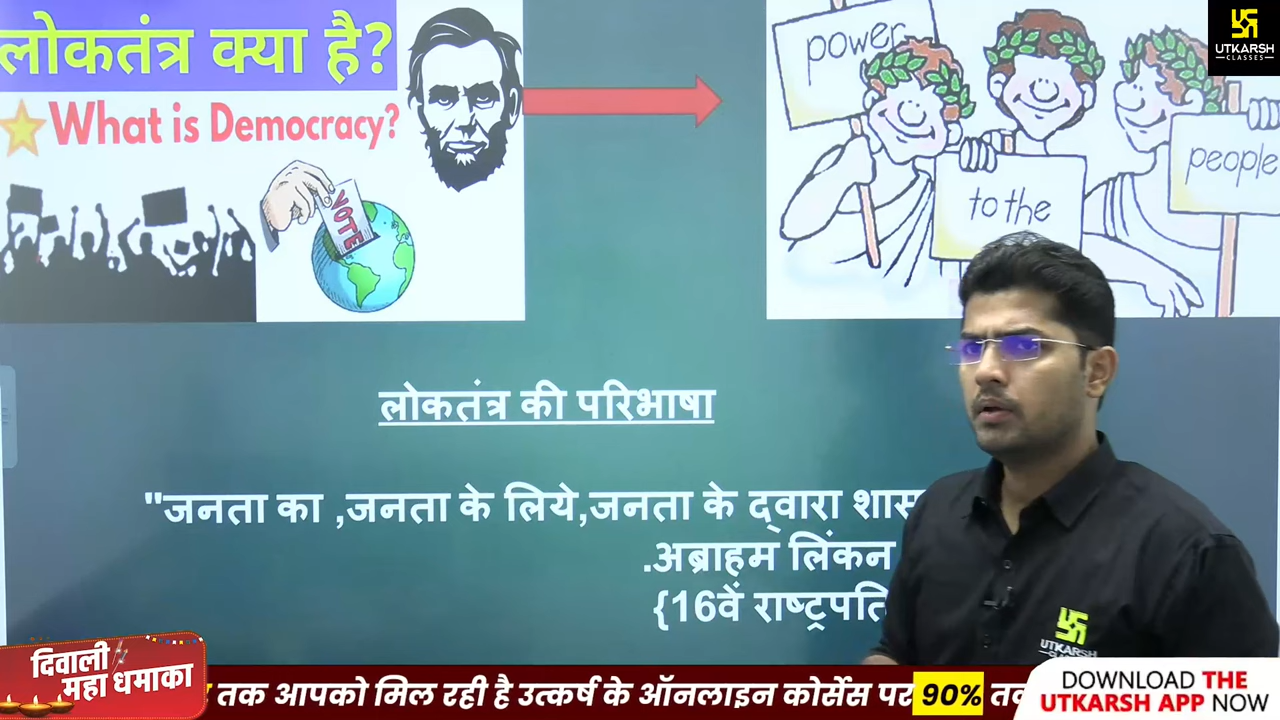 लोकतंत्र क्या है?
What is Democracy?
VOTE
power
to the
people
UTKARSH
CLASSES
लोकतंत्र की परिभाषा
"जनता का ,जनता के लिये,जनता के द्वारा
.अब्राहम लिंकन
{16वें राष्ट्रपति
UTKARSH
दिवाली
महा धमाका
तक आपको मिल रही है उत्कर्ष के ऑनलाइन कोर्सेस पर 90%
DOWNLOAD THE
UTKARSH APP NOW